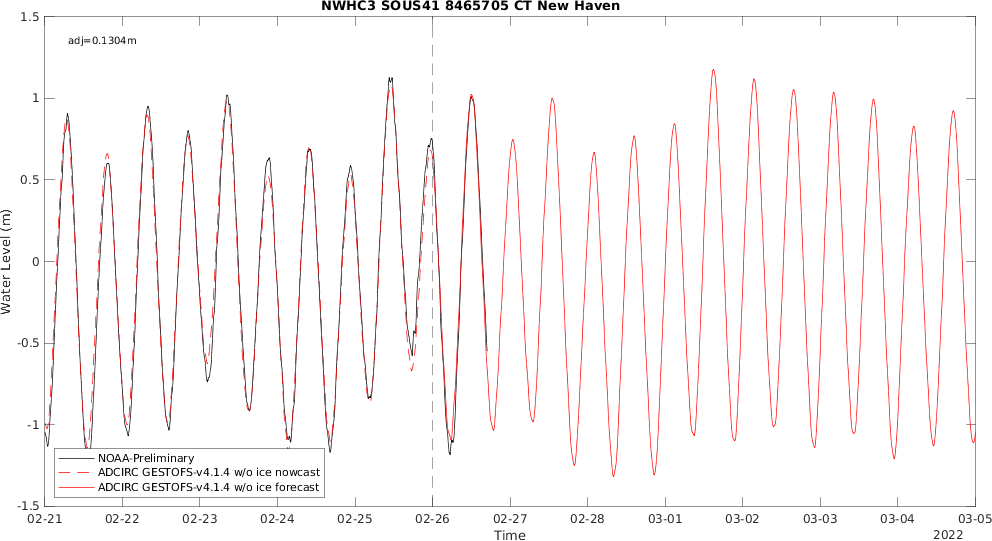 NWHC3 SOUS41 8465705 CT New Haven
adj=0.1304m
1.5
1
0.5
0
-0.5
-1
-1.5
Water Level (m)
NOAA-Preliminary
ADCIRC GESTOFS-v4.1.4 w/o ice nowcast
ADCIRC GESTOFS-v4.1.4 w/o ice forecast
02-21 02-22 02-23 02-24 02-25 02-26 02-27 02-28 03-01 03-02 03-03 03-04 03-05
Time
2022